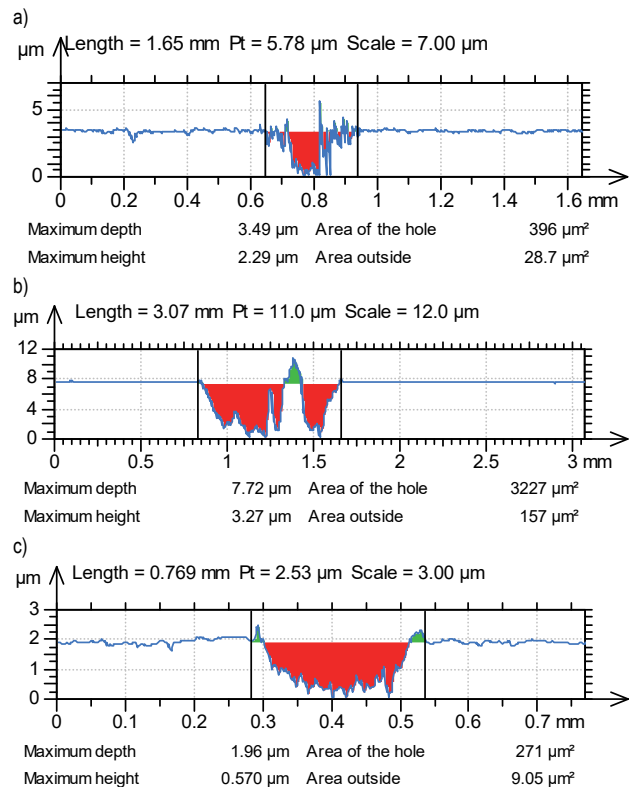 a)
µm Length = 1.65 mm Pt = 5.78 µm Scale = 7.00 µm
5
0
0 0.2 0.4 0.6 0.8 1 1.2 1.4 1.6 mm
Maximum depth 3.49 µm Area of the hole 396 µm²
Maximum height 2.29 µm Area outside 28.7 µm²
b)
µm Length = 3.07 mm Pt = 11.0 µm Scale = 12.0 µm
12
8
4
0
0 0.5 1 1.5 2 2.5 3 mm
Maximum depth 7.72 µm Area of the hole 3227 µm²
Maximum height 3.27 µm Area outside 157 µm²
c)
µm Length = 0.769 mm Pt = 2.53 µm Scale = 3.00 µm
3
2
1
0
0 0.1 0.2 0.3 0.4 0.5 0.6 0.7 mm
Maximum depth 1.96 µm Area of the hole 271 µm²
Maximum height 0.570 µm Area outside 9.05 µm²